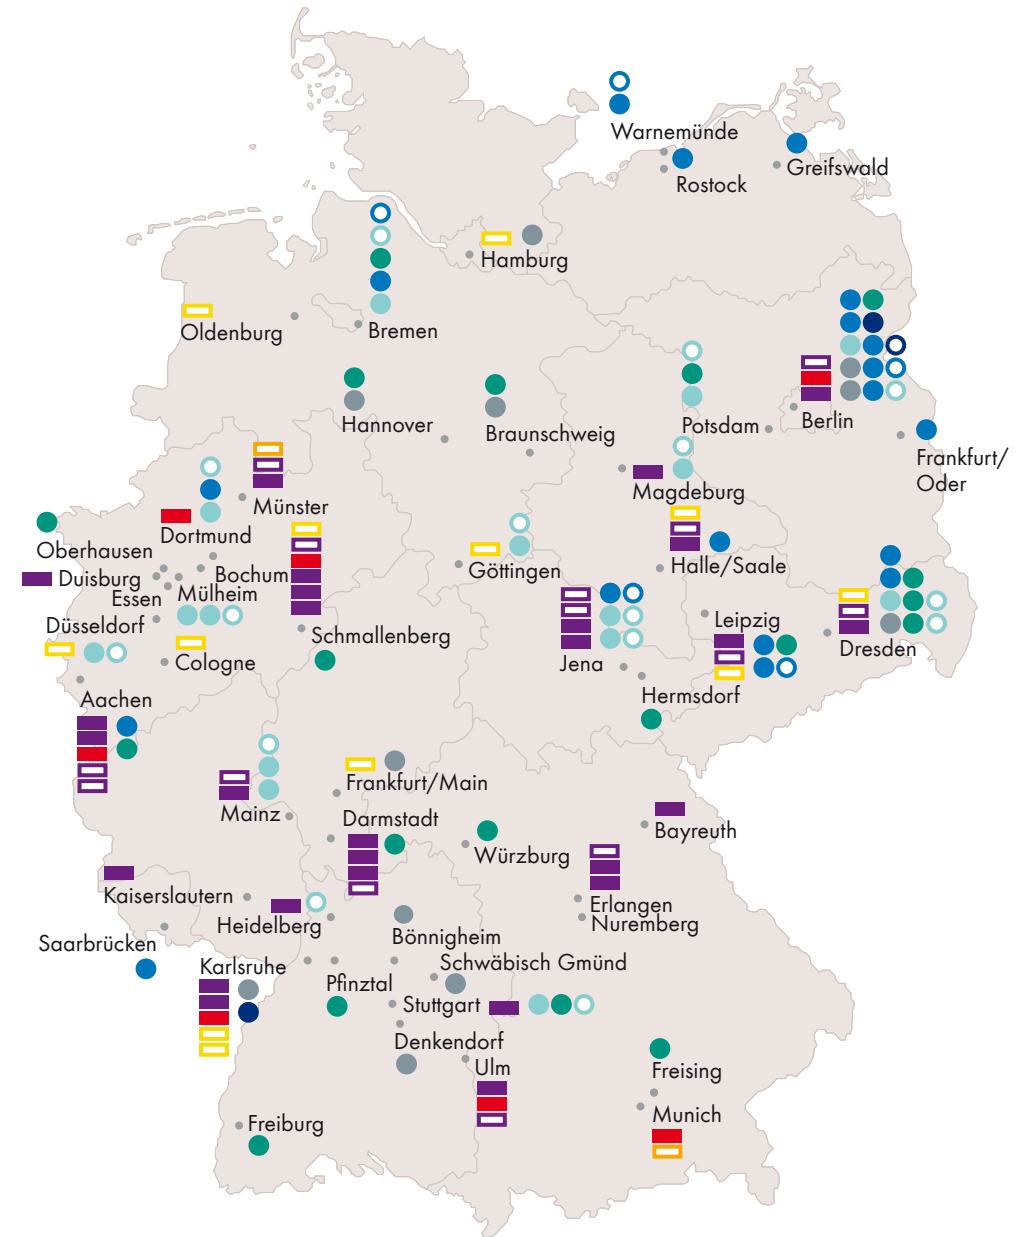 Warnemünde
Greifswald
Rostock
Hamburg
Oldenburg
Bremen
Hannover
Braunschweig
Potsdam
Berlin
Frankfurt/
Oder
Magdeburg
Münster
Dortmund
Oberhausen
Duisburg
Bochum
Essen
Mülheim
Göttingen
Halle/Saale
Düsseldorf
Cologne
Schmallenberg
Leipzig
Dresden
Jena
Hermsdorf
Aachen
Frankfurt/Main
Mainz
Darmstadt
Bayreuth
Würzburg
Kaiserslautern
Erlangen
Nuremberg
Heidelberg
Saarbrücken
Bönnigheim
Karlsruhe
Schwäbisch Gmünd
Pfinztal
Stuttgart
Denkendorf
Ulm
Freising
Munich
Freiburg